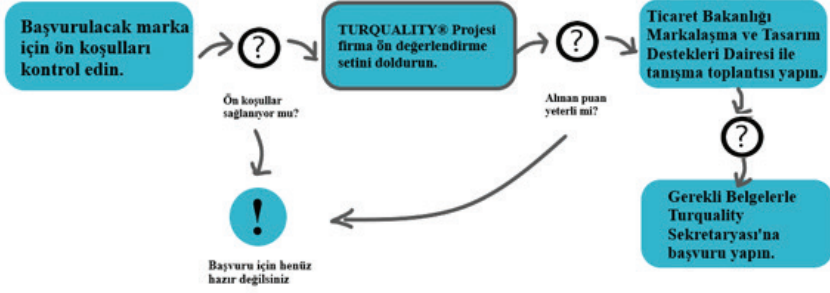 Başvurulacak marka
için ön koşulları
kontrol edin.
?
Ön koşullar
sağlanıyor mu?
TURQUALITY® Projesi
firma ön değerlendirme
setini doldurun.
?
Alınan puan
yeterli mi?
Ticaret Bakanlığı
Markalaşma ve Tasarım
Destekleri Dairesi ile
tanışma toplantısı yapın.
?
Gerekli Belgelerle
Turquality
Sekretaryası'na
başvuru yapın.
!
Başvuru için henüz
hazır değilsiniz